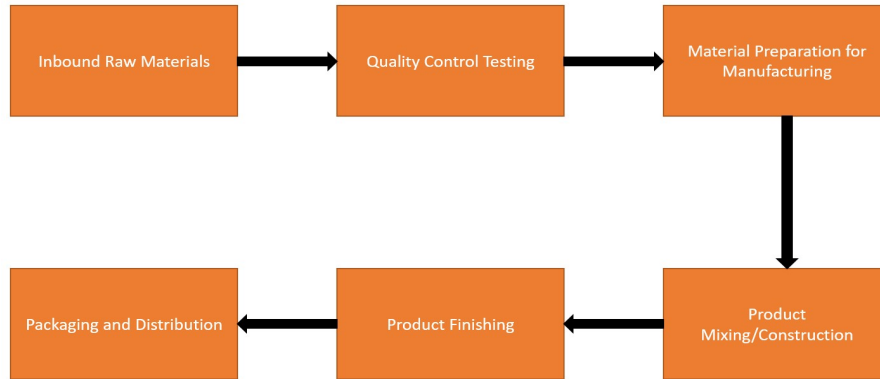 Inbound Raw Materials
Quality Control Testing
Material Preparation for
Manufacturing
Product
Mixing/Construction
Product Finishing
Packaging and Distribution